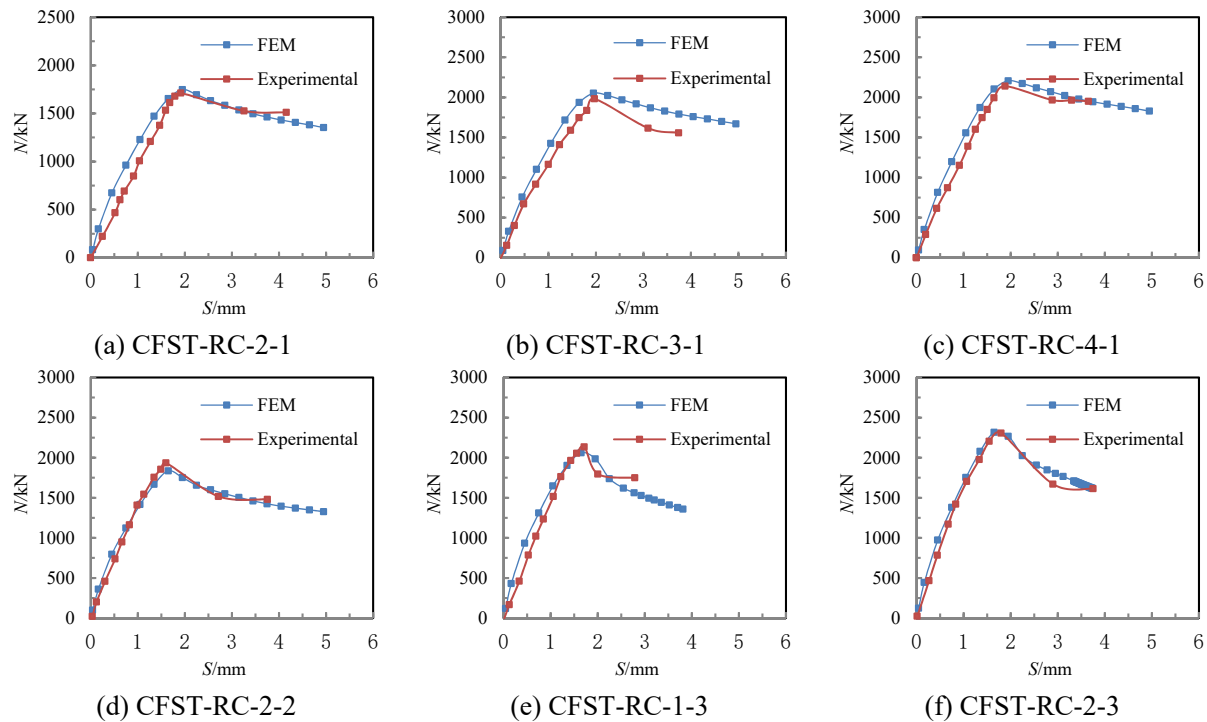 2500
2000
1500
1000
500
0
N/kN
FEM
Experimental
0 1 2 3 4 5 6
S/mm
(a) CFST-RC-2-1
3000
2500
2000
1500
1000
500
0
N/kN
FEM
Experimental
0 1 2 3 4 5 6
S/mm
(b) CFST-RC-3-1
3000
2500
2000
1500
1000
500
0
N/kN
FEM
Experimental
0 1 2 3 4 5 6
S/mm
(c) CFST-RC-4-1
3000
2500
2000
1500
1000
500
0
N/kN
FEM
Experimental
0 1 2 3 4 5 6
S/mm
(d) CFST-RC-2-2
3000
2500
2000
1500
1000
500
0
N/kN
FEM
Experimental
0 1 2 3 4 5 6
S/mm
(e) CFST-RC-1-3
3000
2500
2000
1500
1000
500
0
N/kN
FEM
Experimental
0 1 2 3 4 5 6
S/mm
(f) CFST-RC-2-3